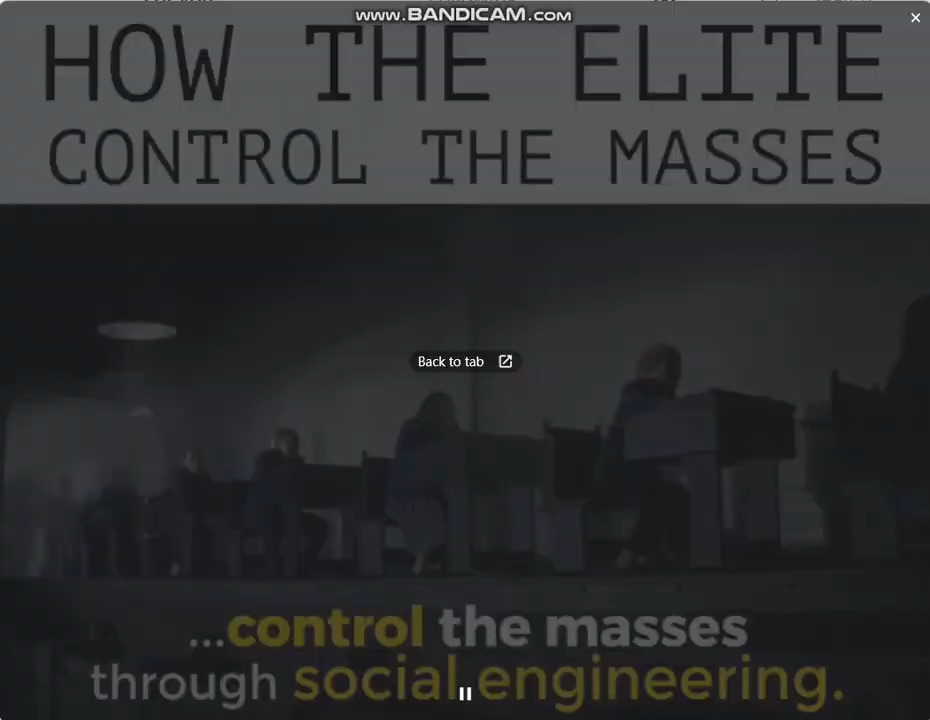 www.BANDICAM.com
HOW THE ELITE
CONTROL THE MASSES
Back to tab
...control the masses
through social engineering.